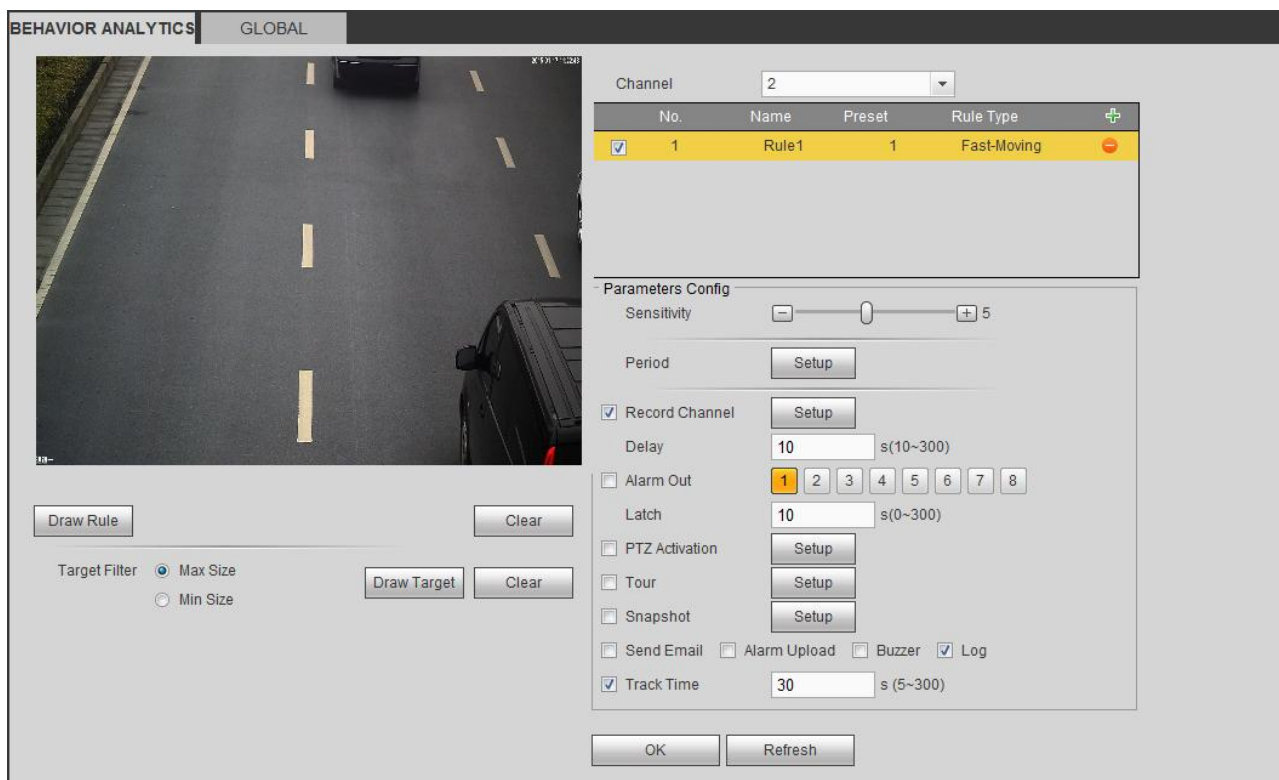 BEHAVIOR ANALYTICS GLOBAL
Channel 2
No. Name Preset Rule Type
1 Rule1 1 Fast-Moving
Parameters Config
Sensitivity 5
Period Setup
Record Channel Setup
Delay 10 s(10~300)
Alarm Out 1 2 3 4 5 6 7 8
Latch 10 s(0~300)
PTZ Activation Setup
Tour Setup
Snapshot Setup
Send Email Alarm Upload Buzzer Log
Track Time 30 s (5~300)
OK Refresh
Draw Rule Clear
Target Filter Max Size Draw Target Clear
Min Size